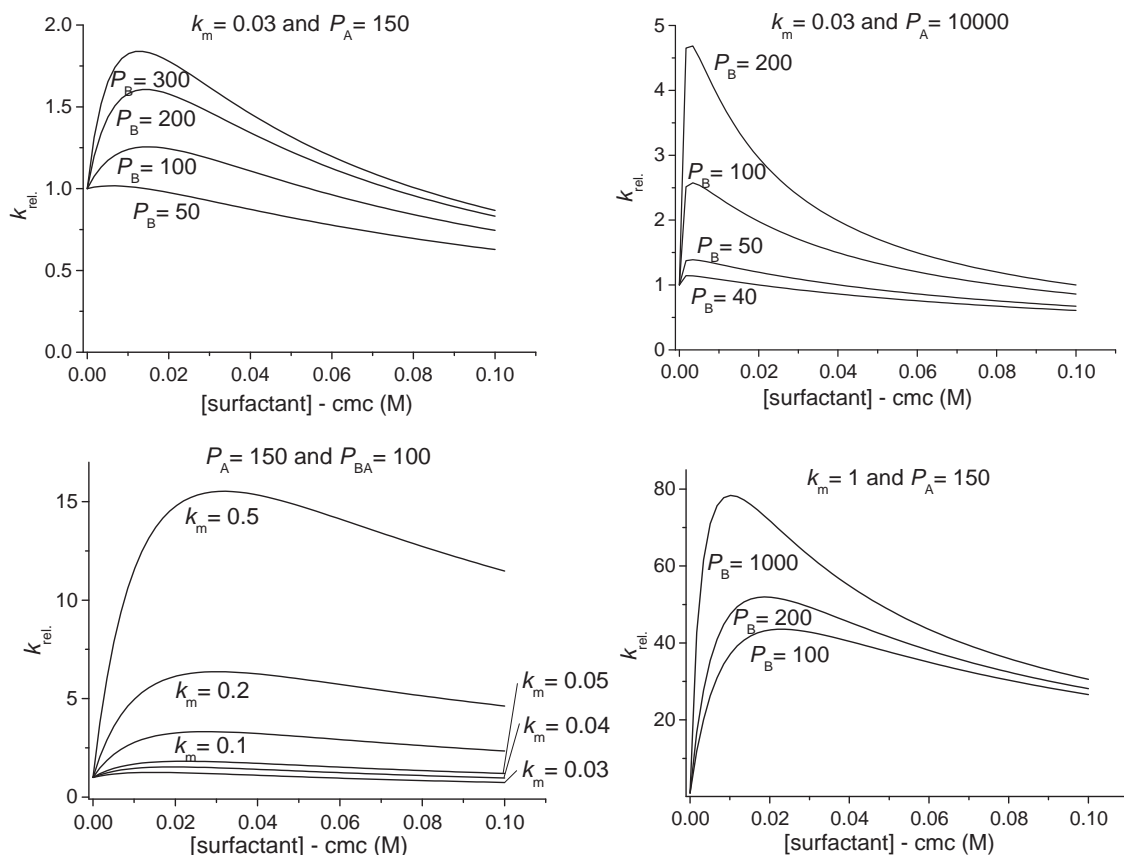 k_m = 0.03 and P_A = 150
2.0
1.5
1.0
0.5
0.0
k_rel.
P_B = 300
P_B = 200
P_B = 100
P_B = 50
0.00 0.02 0.04 0.06 0.08 0.10
[surfactant] - cmc (M)
k_m = 0.03 and P_A = 10000
5
4
3
2
1
0
k_rel.
P_B = 200
P_B = 100
P_B = 50
P_B = 40
0.00 0.02 0.04 0.06 0.08 0.10
[surfactant] - cmc (M)
P_A = 150 and P_BA = 100
15
10
5
0
k_rel.
k_m = 0.5
k_m = 0.2
k_m = 0.1
k_m = 0.05
k_m = 0.04
k_m = 0.03
0.00 0.02 0.04 0.06 0.08 0.10
[surfactant] - cmc (M)
k_m = 1 and P_A = 150
80
60
40
20
k_rel.
P_B = 1000
P_B = 200
P_B = 100
0.00 0.02 0.04 0.06 0.08 0.10
[surfactant] - cmc (M)